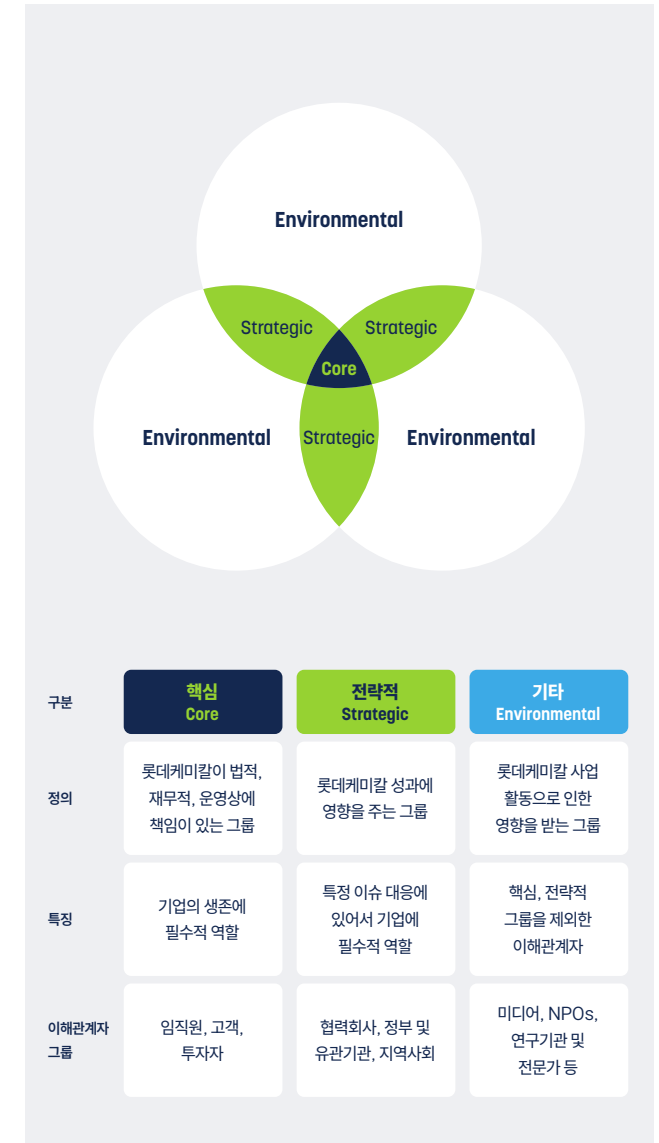 Environmental
Strategic
Strategic
Core
Environmental
Strategic
Environmental
구분
핵심
Core
전략적
Strategic
기타
Environmental
정의
롯데케미칼이 법적,
재무적, 운영상에
책임이 있는 그룹
롯데케미칼 성과에
영향을 주는 그룹
롯데케미칼 사업
활동으로 인한
영향을 받는 그룹
특징
기업의 생존에
필수적 역할
특정 이슈 대응에
있어서 기업에
필수적 역할
핵심, 전략적
그룹을 제외한
이해관계자
이해관계자
그룹
임직원, 고객,
투자자
협력회사, 정부 및
유관기관, 지역사회
미디어, NPOs,
연구기관 및
전문가 등